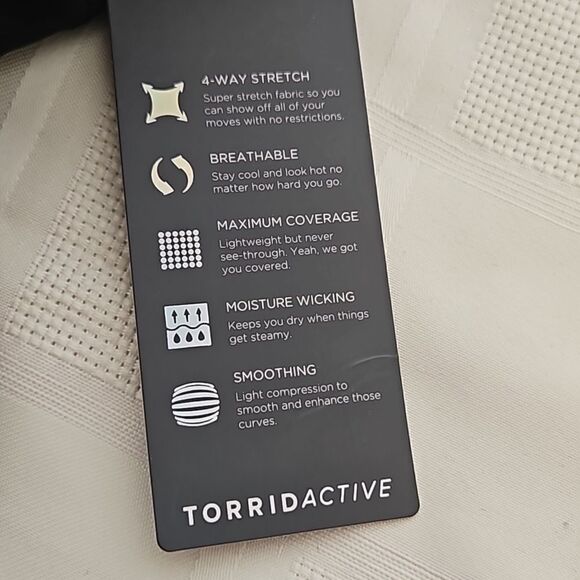 4-WAY STRETCH
Super stretch fabric so you
can show off all of your
moves with no restrictions.
BREATHABLE
Stay cool and look hot no
matter how hard you go.
MAXIMUM COVERAGE
Lightweight but never
see-through. Yeah, we got
you covered.
MOISTURE WICKING
Keeps you dry when things
get steamy.
SMOOTHING
Light compression to
smooth and enhance those
curves.
TORRIDACTIVE